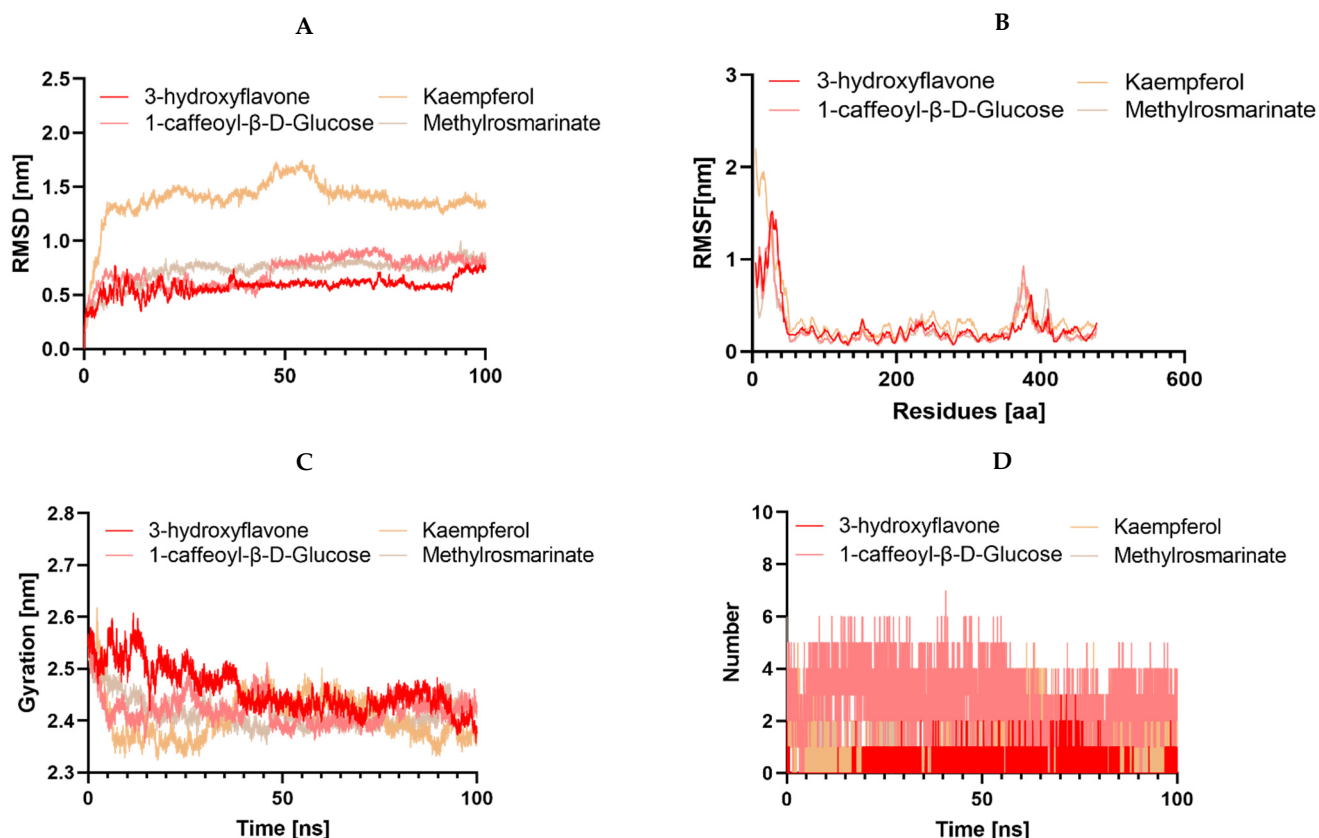 A
2.5
2.0
1.5
1.0
0.5
0.0
RMSD [nm]
3-hydroxyflavone
Kaempferol
1-caffeoyl-β-D-Glucose
Methylrosmarinate
0
50
100
B
3
2
1
0
RMSF[nm]
3-hydroxyflavone
Kaempferol
1-caffeoyl-β-D-Glucose
Methylrosmarinate
0
200
400
600
Residues [aa]
C
2.8
2.7
2.6
2.5
2.4
2.3
Gyration [nm]
3-hydroxyflavone
Kaempferol
1-caffeoyl-β-D-Glucose
Methylrosmarinate
0
50
100
Time [ns]
D
10
8
6
4
2
0
Number
3-hydroxyflavone
Kaempferol
1-caffeoyl-β-D-Glucose
Methylrosmarinate
0
50
100
Time [ns]